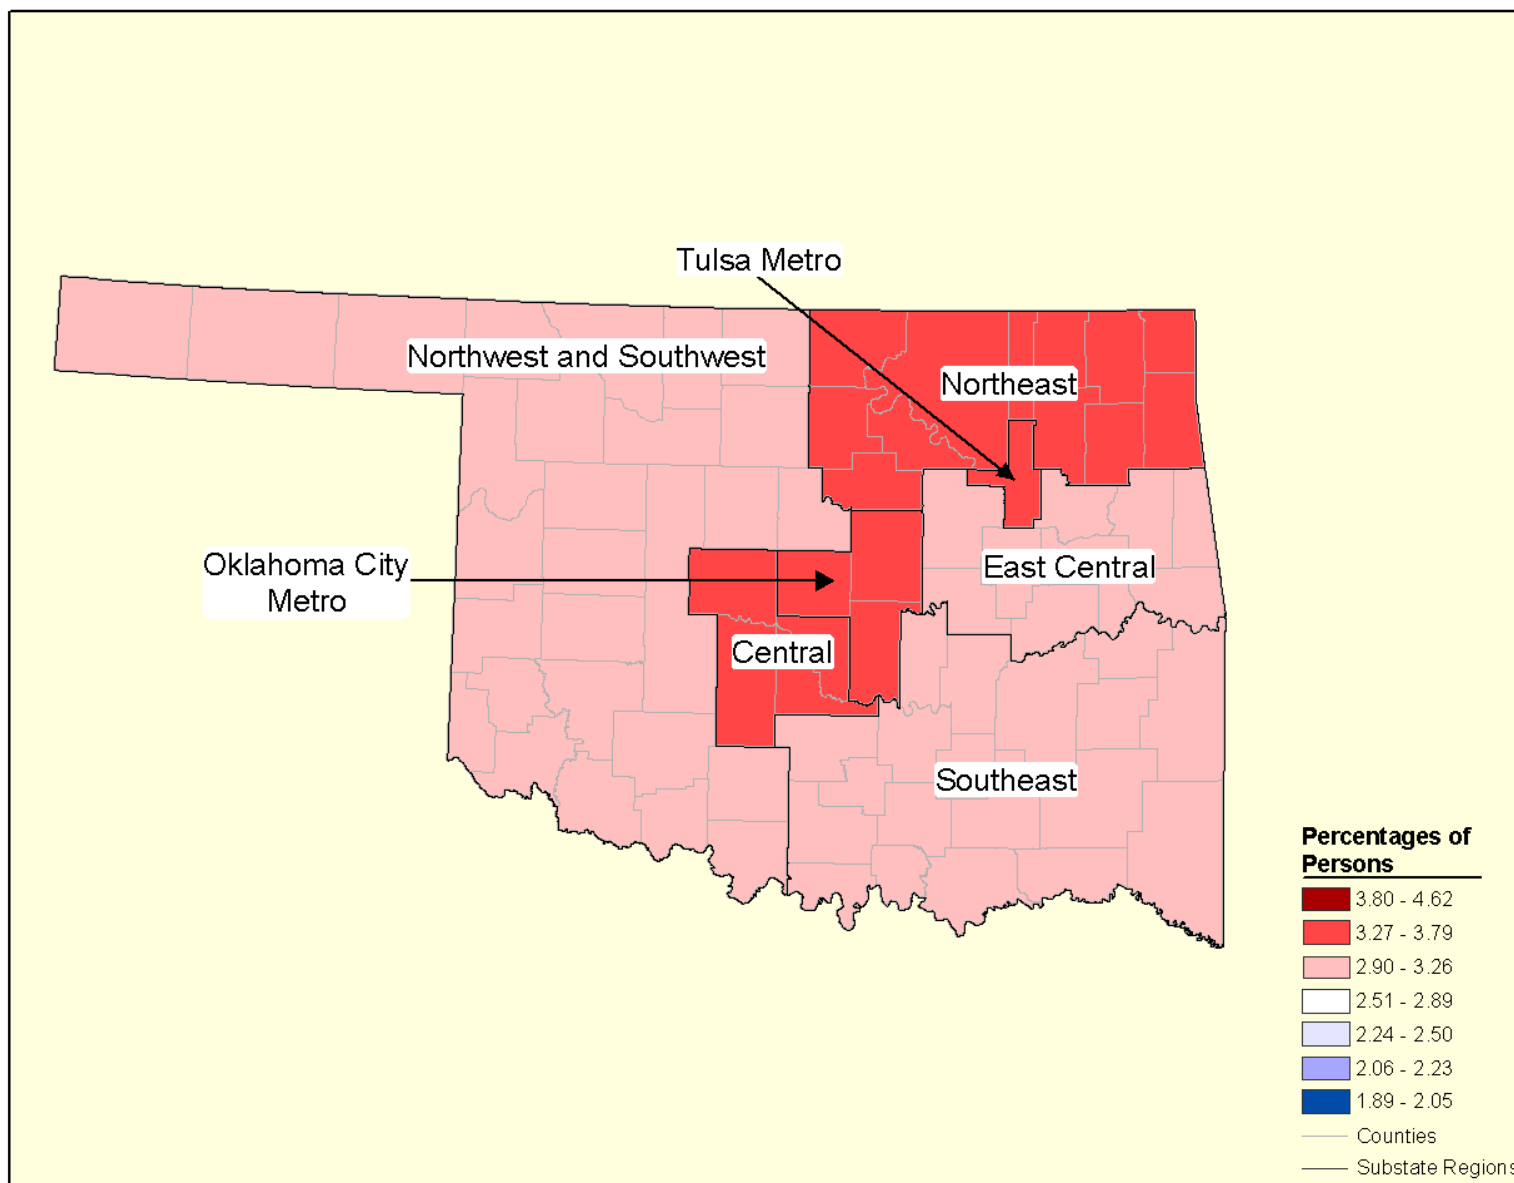 Tulsa Metro
Northwest and Southwest
Northeast
Oklahoma City
Metro
East Central
Central
Southeast
Percentages of
Persons
3.80 - 4.62
3.27 - 3.79
2.90 - 3.26
2.51 - 2.89
2.24 - 2.50
2.06 - 2.23
1.89 - 2.05
Counties
Substate Regions